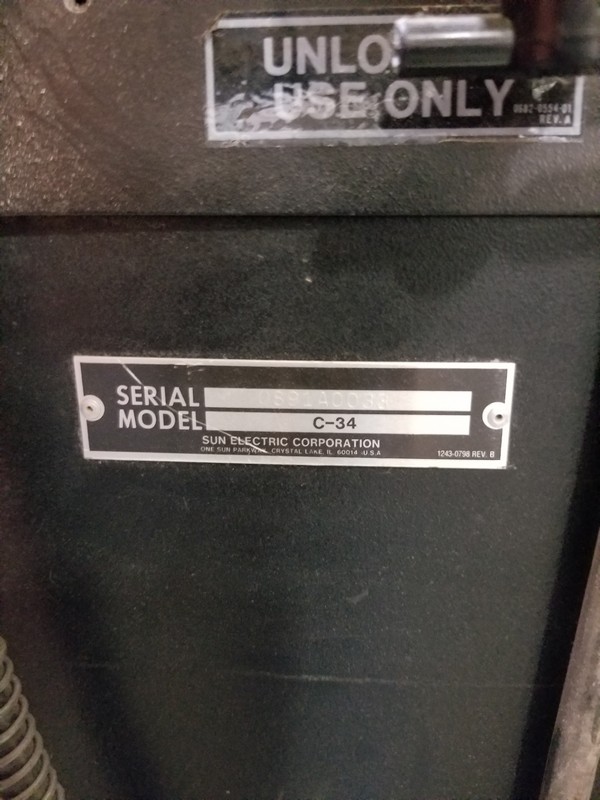 UNLO
USE ONLY
REV. A
SERIAL
MODEL C-34
SUN ELECTRIC CORPORATION
ONE SUN PARKWAY, CRYSTAL LAKE, IL 60014 U.S.A
1243-0798 REV. B